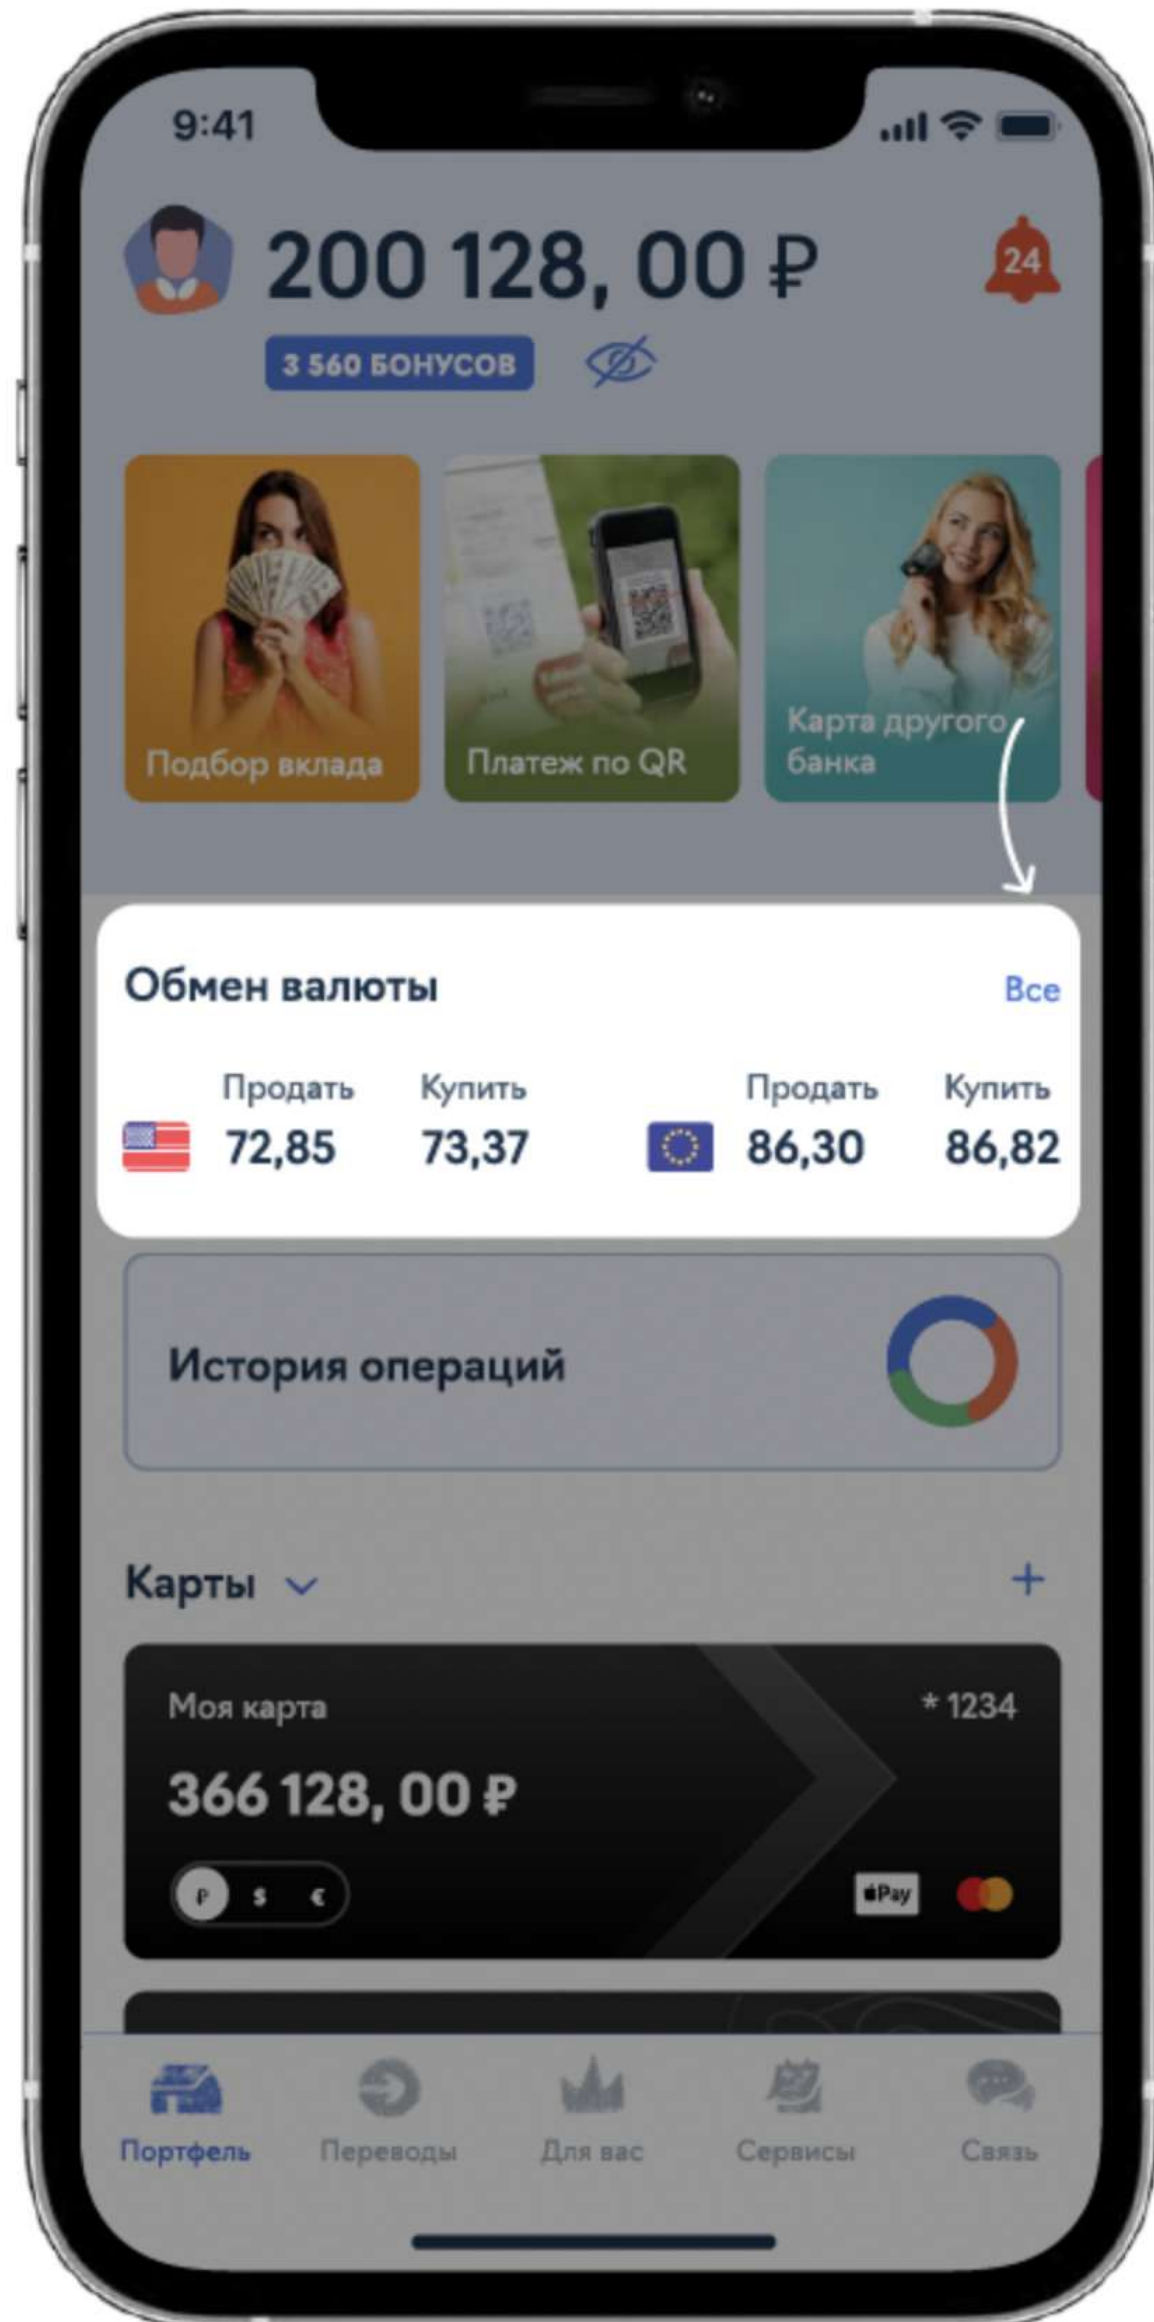 9:41
200 128, 00 ₽
24
3 560 БОНУСОВ
Подбор вклада
Платеж по QR
Карта другого
банка
Обмен валюты
Все
Продать Купить Продать Купить
72,85 73,37 86,30 86,82
История операций
Карты
Моя карта
* 1234
366 128, 00 ₽
₽ $ €
Pay
Портфель Переводы Для вас Сервисы Связь